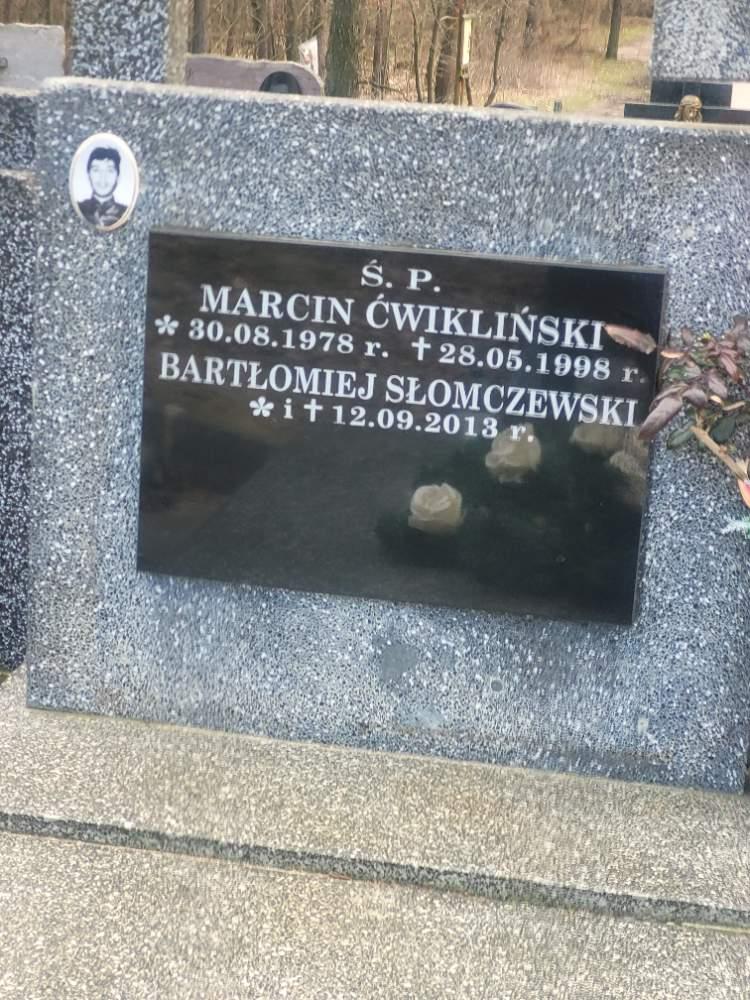 Ś. P.
MARCIN ĆWIKLIŃSKI
* 30.08.1978 r. † 28.05.1998 r.
BARTŁOMIEJ SŁOMCZEWSKI
* i † 12.09.2013 r.